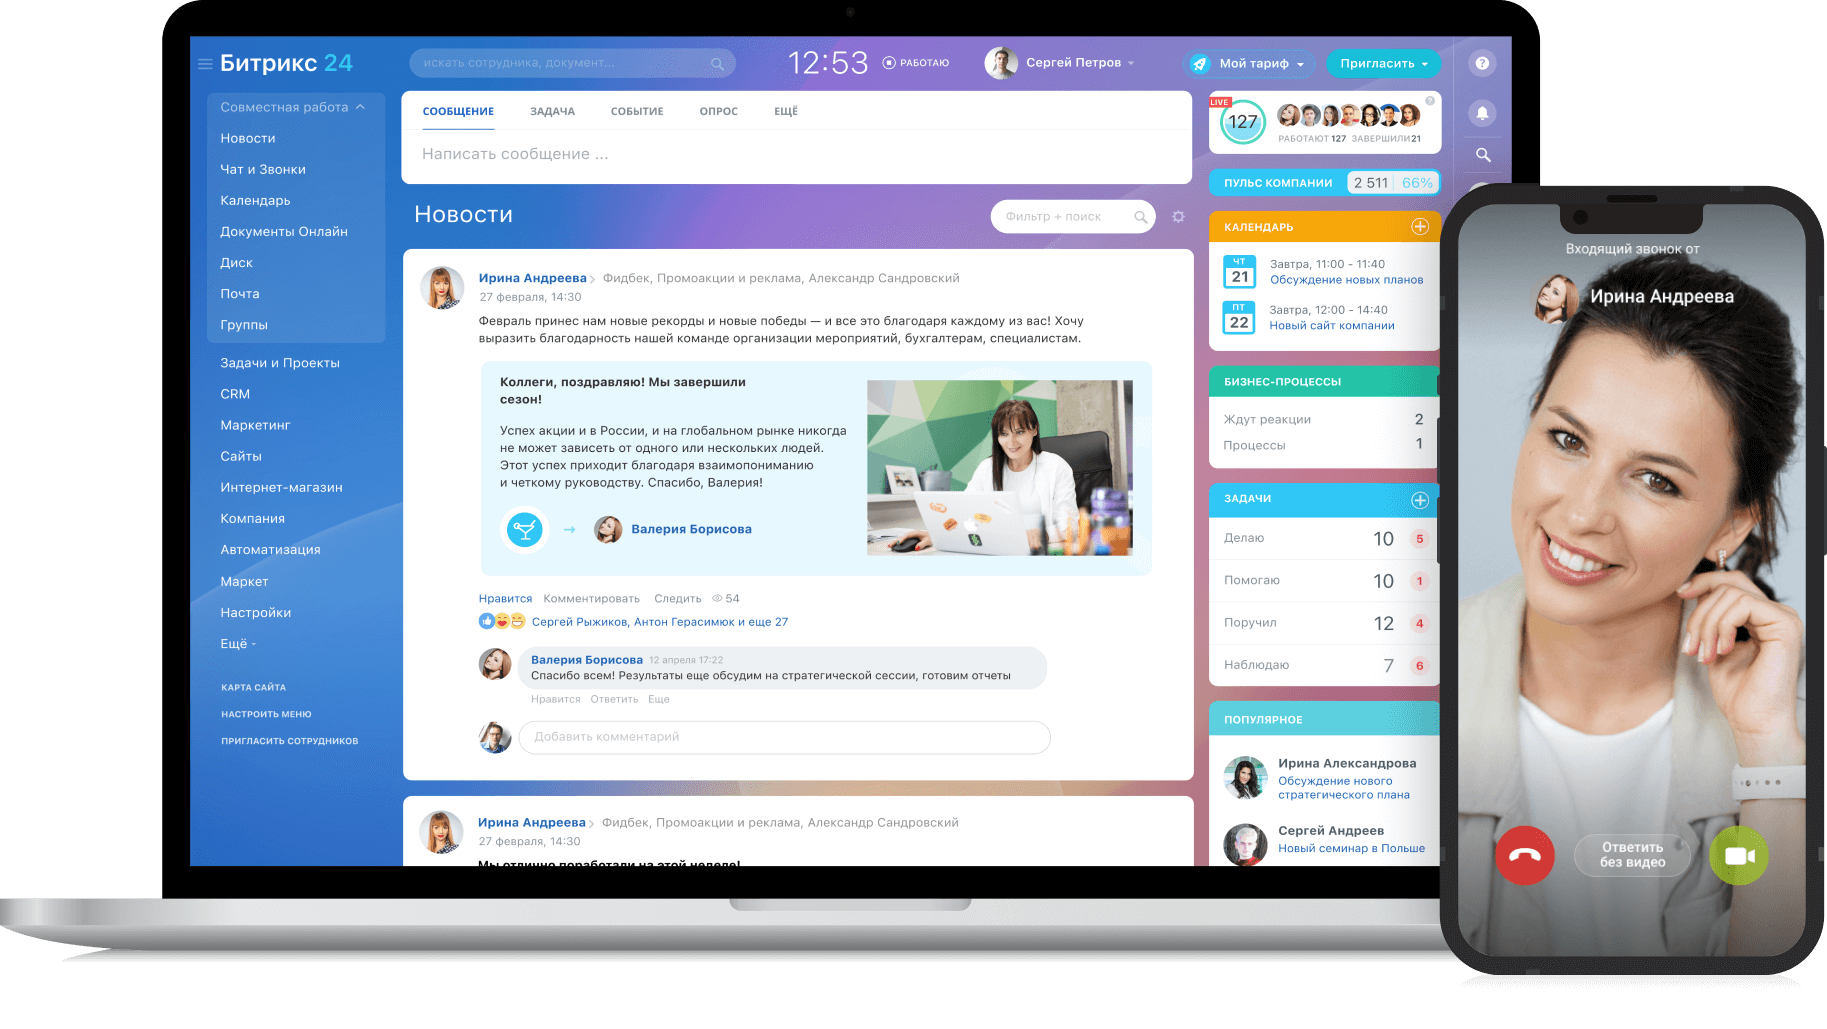 Битрикс 24
искать сотрудника, документ...
12:53
РАБОТАЮ
Сергей Петров
Мой тариф
Пригласить
?
Совместная работа
Новости
Чат и Звонки
Календарь
Документы Онлайн
Диск
Почта
Группы
Задачи и Проекты
CRM
Маркетинг
Сайты
Интернет-магазин
Компания
Автоматизация
Маркет
Настройки
Ещё -
КАРТА САЙТА
НАСТРОИТЬ МЕНЮ
ПРИГЛАСИТЬ СОТРУДНИКОВ
СООБЩЕНИЕ ЗАДАЧА СОБЫТИЕ ОПРОС ЕЩЁ
Написать сообщение ...
Новости
Фильтр + поиск
Ирина Андреева > Фидбек, Промоакции и реклама, Александр Сандровский
27 февраля, 14:30
Февраль принес нам новые рекорды и новые победы — и все это благодаря каждому из вас! Хочу
выразить благодарность нашей команде организации мероприятий, бухгалтерам, специалистам.
Коллеги, поздравляю! Мы завершили
сезон!
Успех акции и в России, и на глобальном рынке никогда
не может зависеть от одного или нескольких людей.
Этот успех приходит благодаря взаимопониманию
и четкому руководству. Спасибо, Валерия!
→ Валерия Борисова
Нравится Комментировать Следить 54
Сергей Рыжиков, Антон Герасимюк и еще 27
Валерия Борисова 12 апреля 17:22
Спасибо всем! Результаты еще обсудим на стратегической сессии, готовим отчеты
Нравится Ответить Еще
Добавить комментарий
Ирина Андреева > Фидбек, Промоакции и реклама, Александр Сандровский
27 февраля, 14:30
Мы отлично поработали на этой неделе!
LIVE
127
?
РАБОТАЮТ 127 ЗАВЕРШИЛИ 21
ПУЛЬС КОМПАНИИ 2 511 66%
КАЛЕНДАРЬ
ЧТ
21
Завтра, 11:00 - 11:40
Обсуждение новых планов
ПТ
22
Завтра, 12:00 - 14:40
Новый сайт компании
БИЗНЕС-ПРОЦЕССЫ
Ждут реакции 2
Процессы 1
ЗАДАЧИ
Делаю 10 5
Помогаю 10 1
Поручил 12 4
Наблюдаю 7 6
ПОПУЛЯРНОЕ
Ирина Александрова
Обсуждение нового
стратегического плана
Сергей Андреев
Новый семинар в Польше
Входящий звонок от
Ирина Андреева
Ответить
без видео